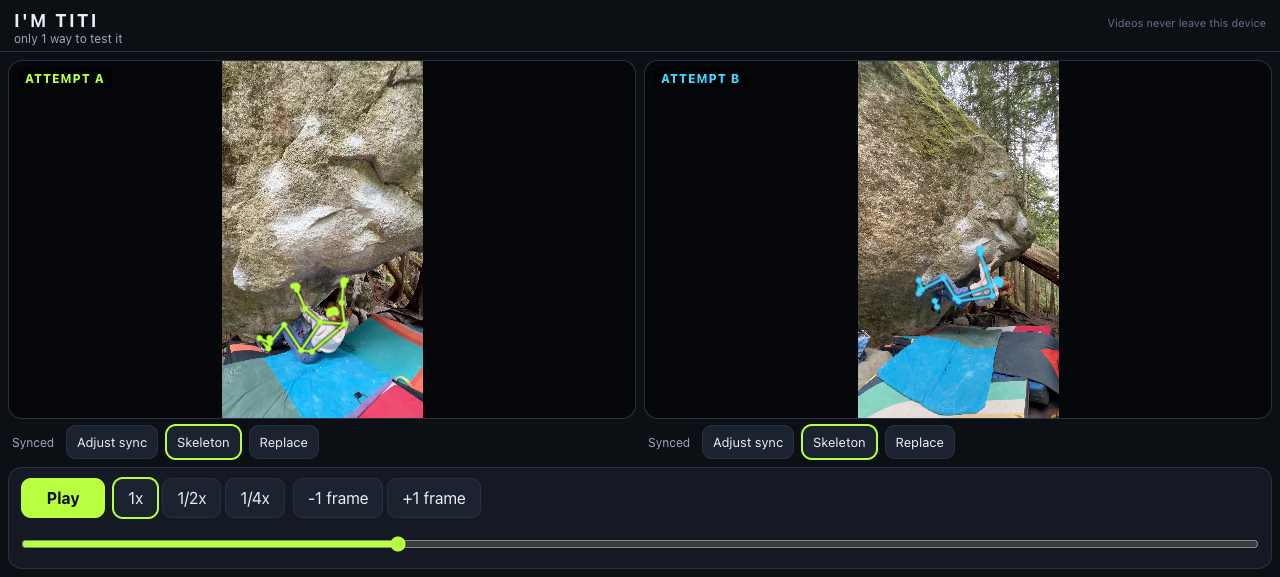 I'M TITI
only 1 way to test it
Videos never leave this device
ATTEMPT A
ATTEMPT B
Synced
Adjust sync
Skeleton
Replace
Synced
Adjust sync
Skeleton
Replace
Play
1x
1/2x
1/4x
-1 frame
+1 frame